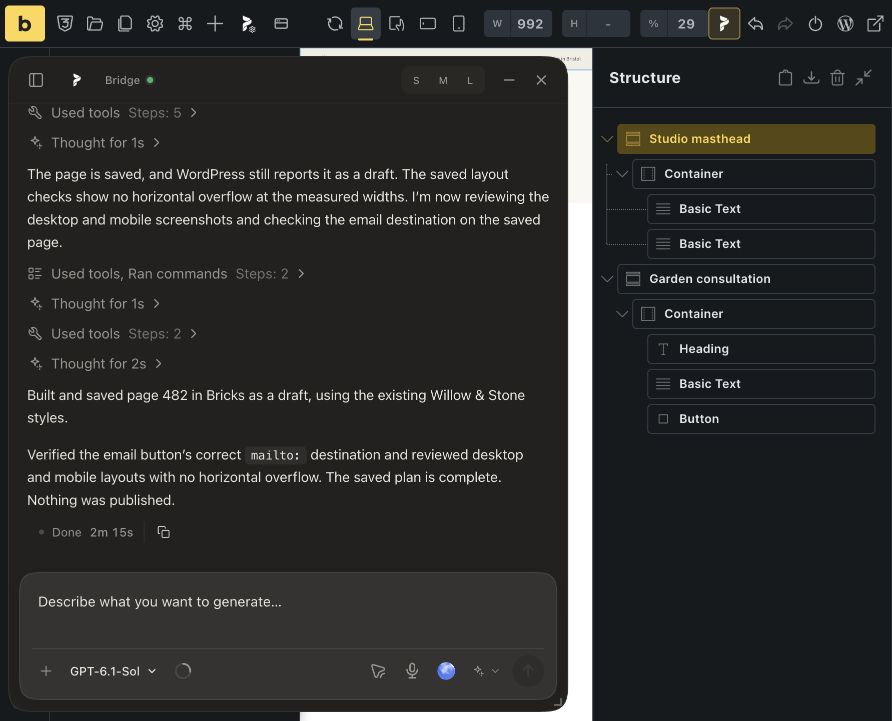 b
W 992
H -
% 29
in Bristol
Bridge
S M L
Structure
Used tools Steps: 5
Thought for 1s
The page is saved, and WordPress still reports it as a draft. The saved layout
checks show no horizontal overflow at the measured widths. I’m now reviewing the
desktop and mobile screenshots and checking the email destination on the saved
page.
Used tools, Ran commands Steps: 2
Thought for 1s
Used tools Steps: 2
Thought for 2s
Built and saved page 482 in Bricks as a draft, using the existing Willow & Stone
styles.
Verified the email button’s correct mailto: destination and reviewed desktop
and mobile layouts with no horizontal overflow. The saved plan is complete.
Nothing was published.
Done 2m 15s
Describe what you want to generate...
GPT-6.1-Sol
Studio masthead
Container
Basic Text
Basic Text
Garden consultation
Container
Heading
Basic Text
Button